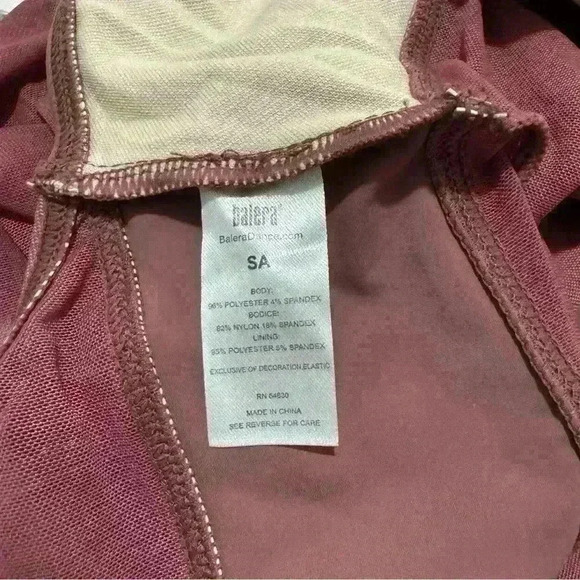 balera
BaleraDance.com
SA
BODY:
96% POLYESTER 4% SPANDEX
BODICE:
82% NYLON 18% SPANDEX
LINING:
95% POLYESTER 5% SPANDEX
EXCLUSIVE OF DECORATION,ELASTIC
RN 64630
MADE IN CHINA
SEE REVERSE FOR CARE